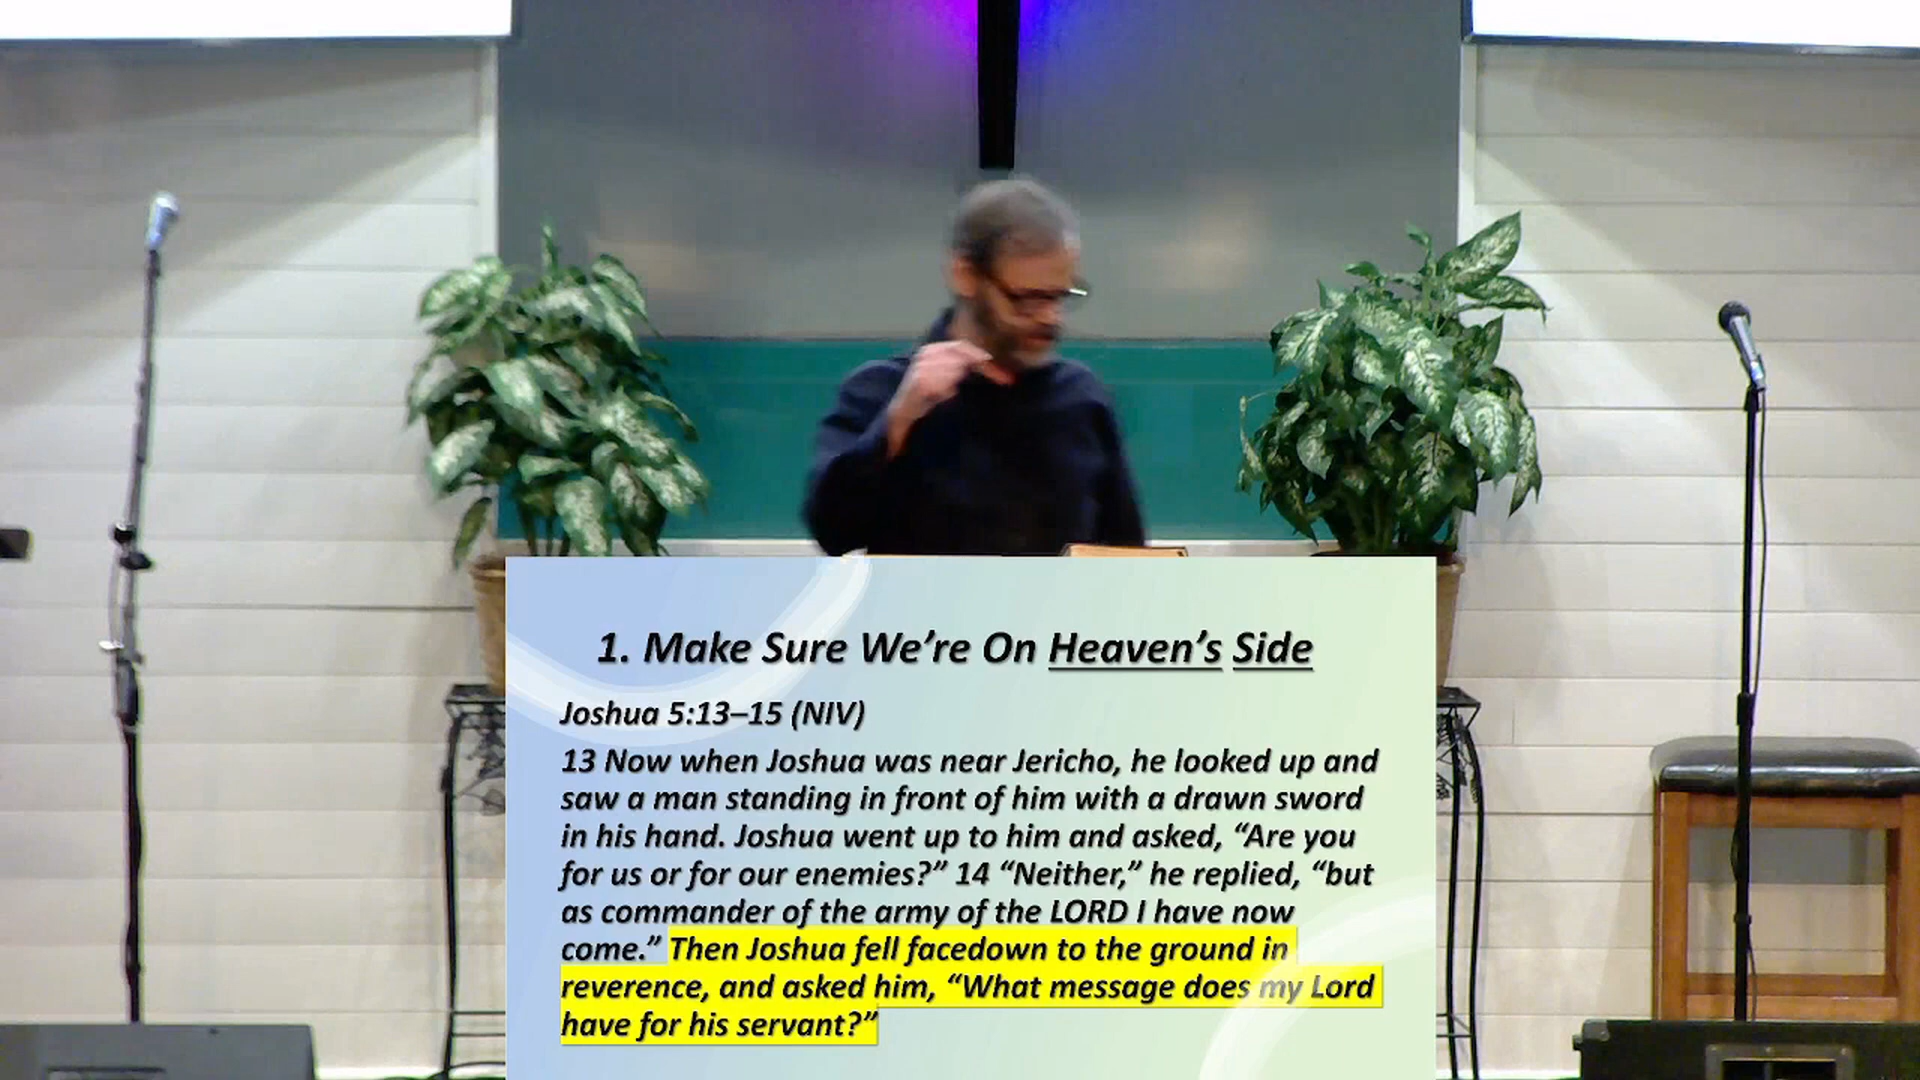 1. Make Sure We’re On Heaven’s Side
Joshua 5:13–15 (NIV)
13 Now when Joshua was near Jericho, he looked up and
saw a man standing in front of him with a drawn sword
in his hand. Joshua went up to him and asked, “Are you
for us or for our enemies?” 14 “Neither,” he replied, “but
as commander of the army of the LORD I have now
come.” Then Joshua fell facedown to the ground in
reverence, and asked him, “What message does my Lord
have for his servant?”